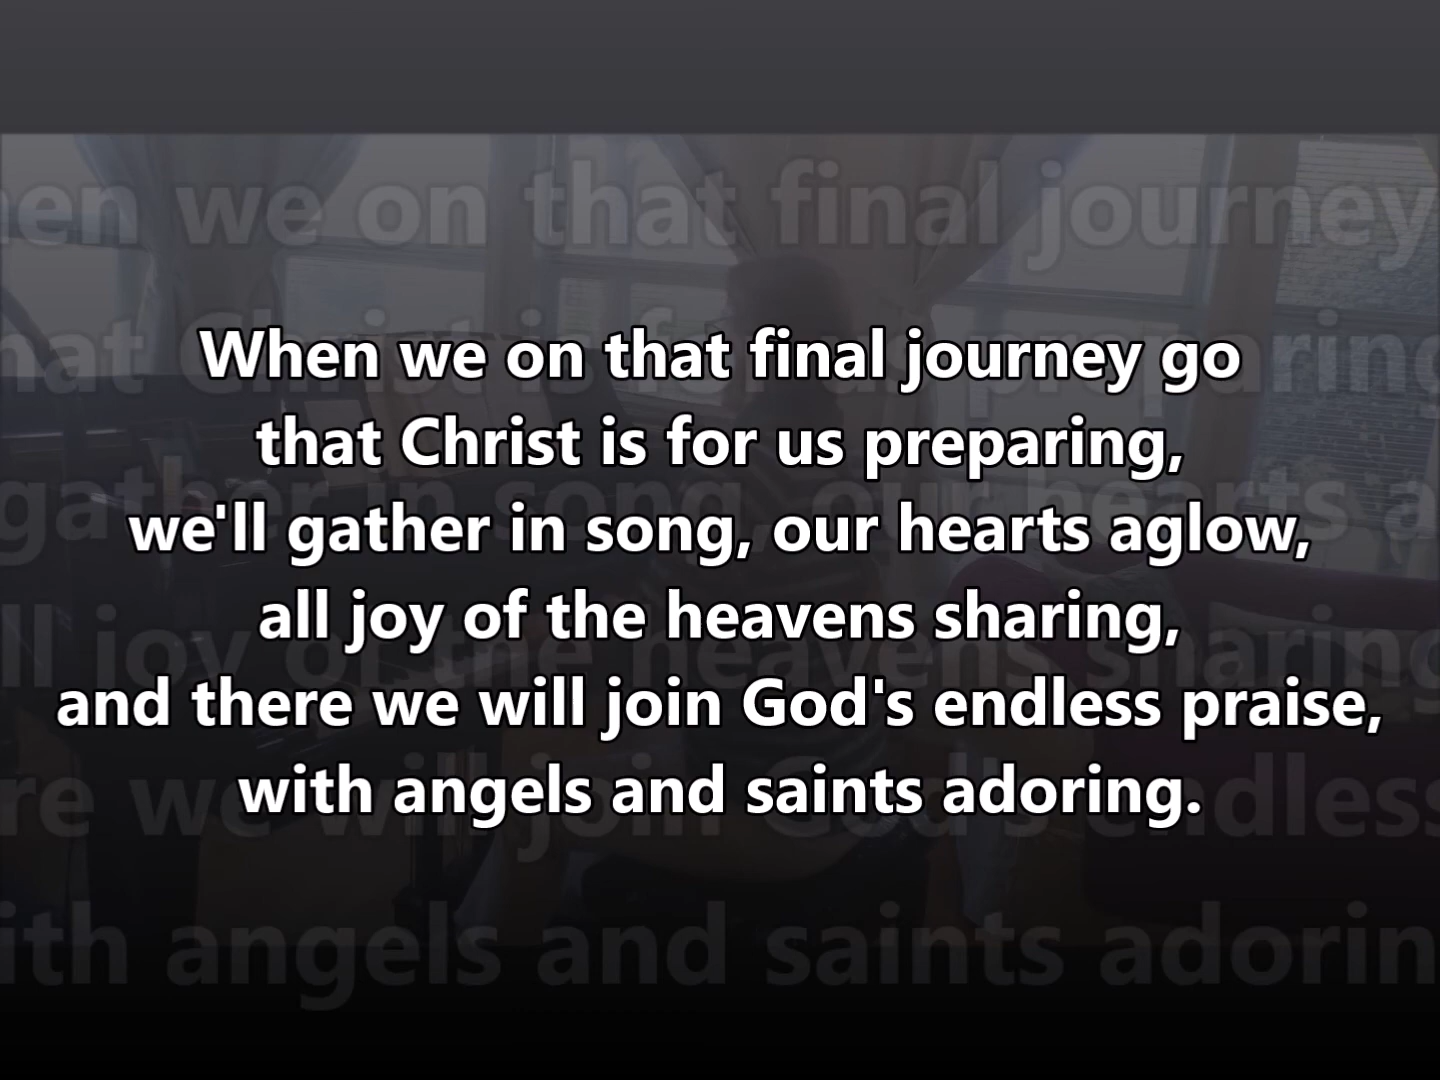 When we on that final journey go
that Christ is for us preparing,
we'll gather in song, our hearts aglow,
all joy of the heavens sharing,
and there we will join God's endless praise,
with angels and saints adoring.